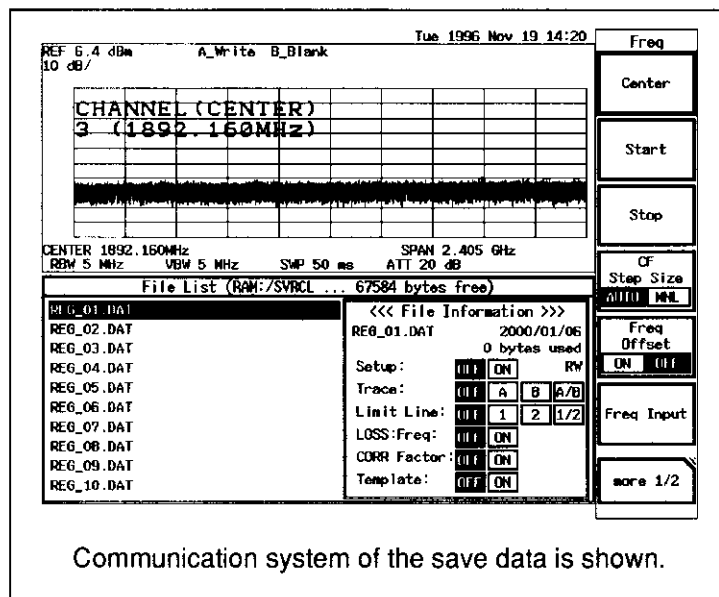 Tue 1996 Nov 19 14:20
REF 6.4 dBm A_Write B_Blank
10 dB/
CHANNEL (CENTER)
3 (1892.160MHz)
CENTER 1892.160MHz SPAN 2.405 GHz
RBW 5 MHz VBW 5 MHz SWP 50 ms ATT 20 dB
File List (RAM:/SVRCL ... 67584 bytes free)
REG_01.DAT
REG_02.DAT
REG_03.DAT
REG_04.DAT
REG_05.DAT
REG_06.DAT
REG_07.DAT
REG_08.DAT
REG_09.DAT
REG_10.DAT
<<< File Information >>>
REG_01.DAT 2000/01/06
0 bytes used
Setup: OFF ON RW
Trace: OFF A B A/B
Limit Line: OFF 1 2 1/2
LOSS:Freq: OFF ON
CORR Factor: OFF ON
Template: OFF ON
Freq
Center
Start
Stop
CF
Step Size
AUTO MNL
Freq
Offset
ON OFF
Freq Input
more 1/2
Communication system of the save data is shown.